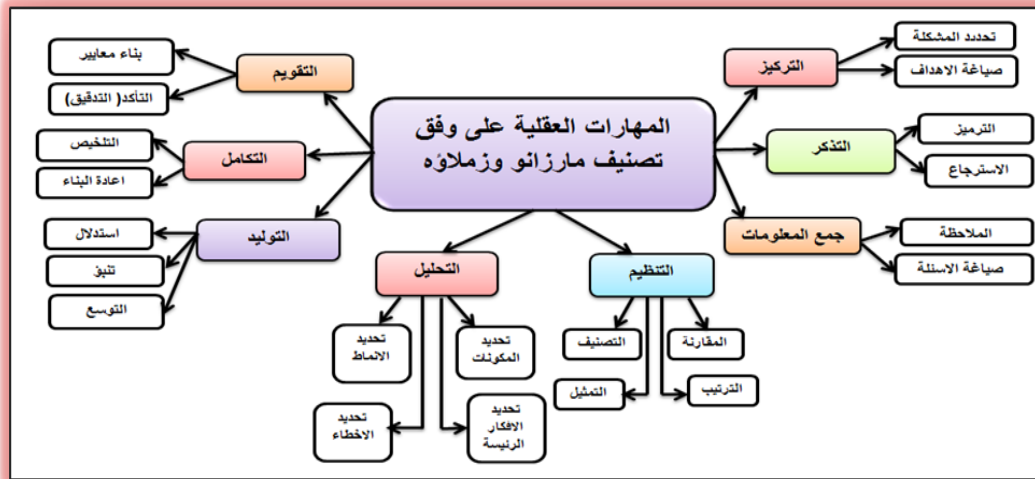 المهارات العقلية على وفق
تصنيف مارزانو وزملاؤه
التركيز
تحددد المشكلة
صياغة الاهداف
التذكر
الترميز
الاسترجاع
جمع المعلومات
الملاحظة
صياغة الاسئلة
التنظيم
المقارنة
التصنيف
الترتيب
التمثيل
التحليل
تحديد
المكونات
تحديد
الانماط
تحديد
الافكار
الرئيسة
تحديد
الاخطاء
التوليد
استدلال
تنبؤ
التوسع
التكامل
التلخيص
اعادة البناء
التقويم
بناء معايير
التأكد( التدقيق)